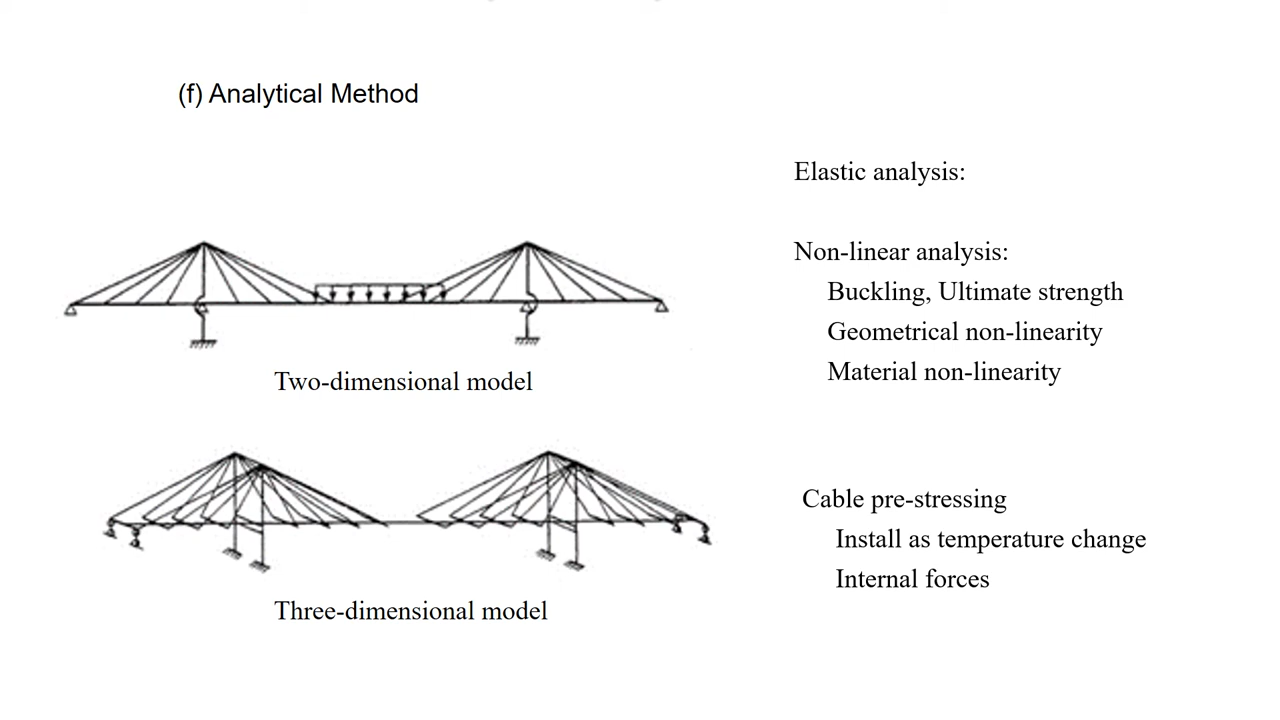 (f) Analytical Method
Elastic analysis:
Non-linear analysis:
Buckling, Ultimate strength
Geometrical non-linearity
Material non-linearity
Two-dimensional model
Cable pre-stressing
Install as temperature change
Internal forces
Three-dimensional model